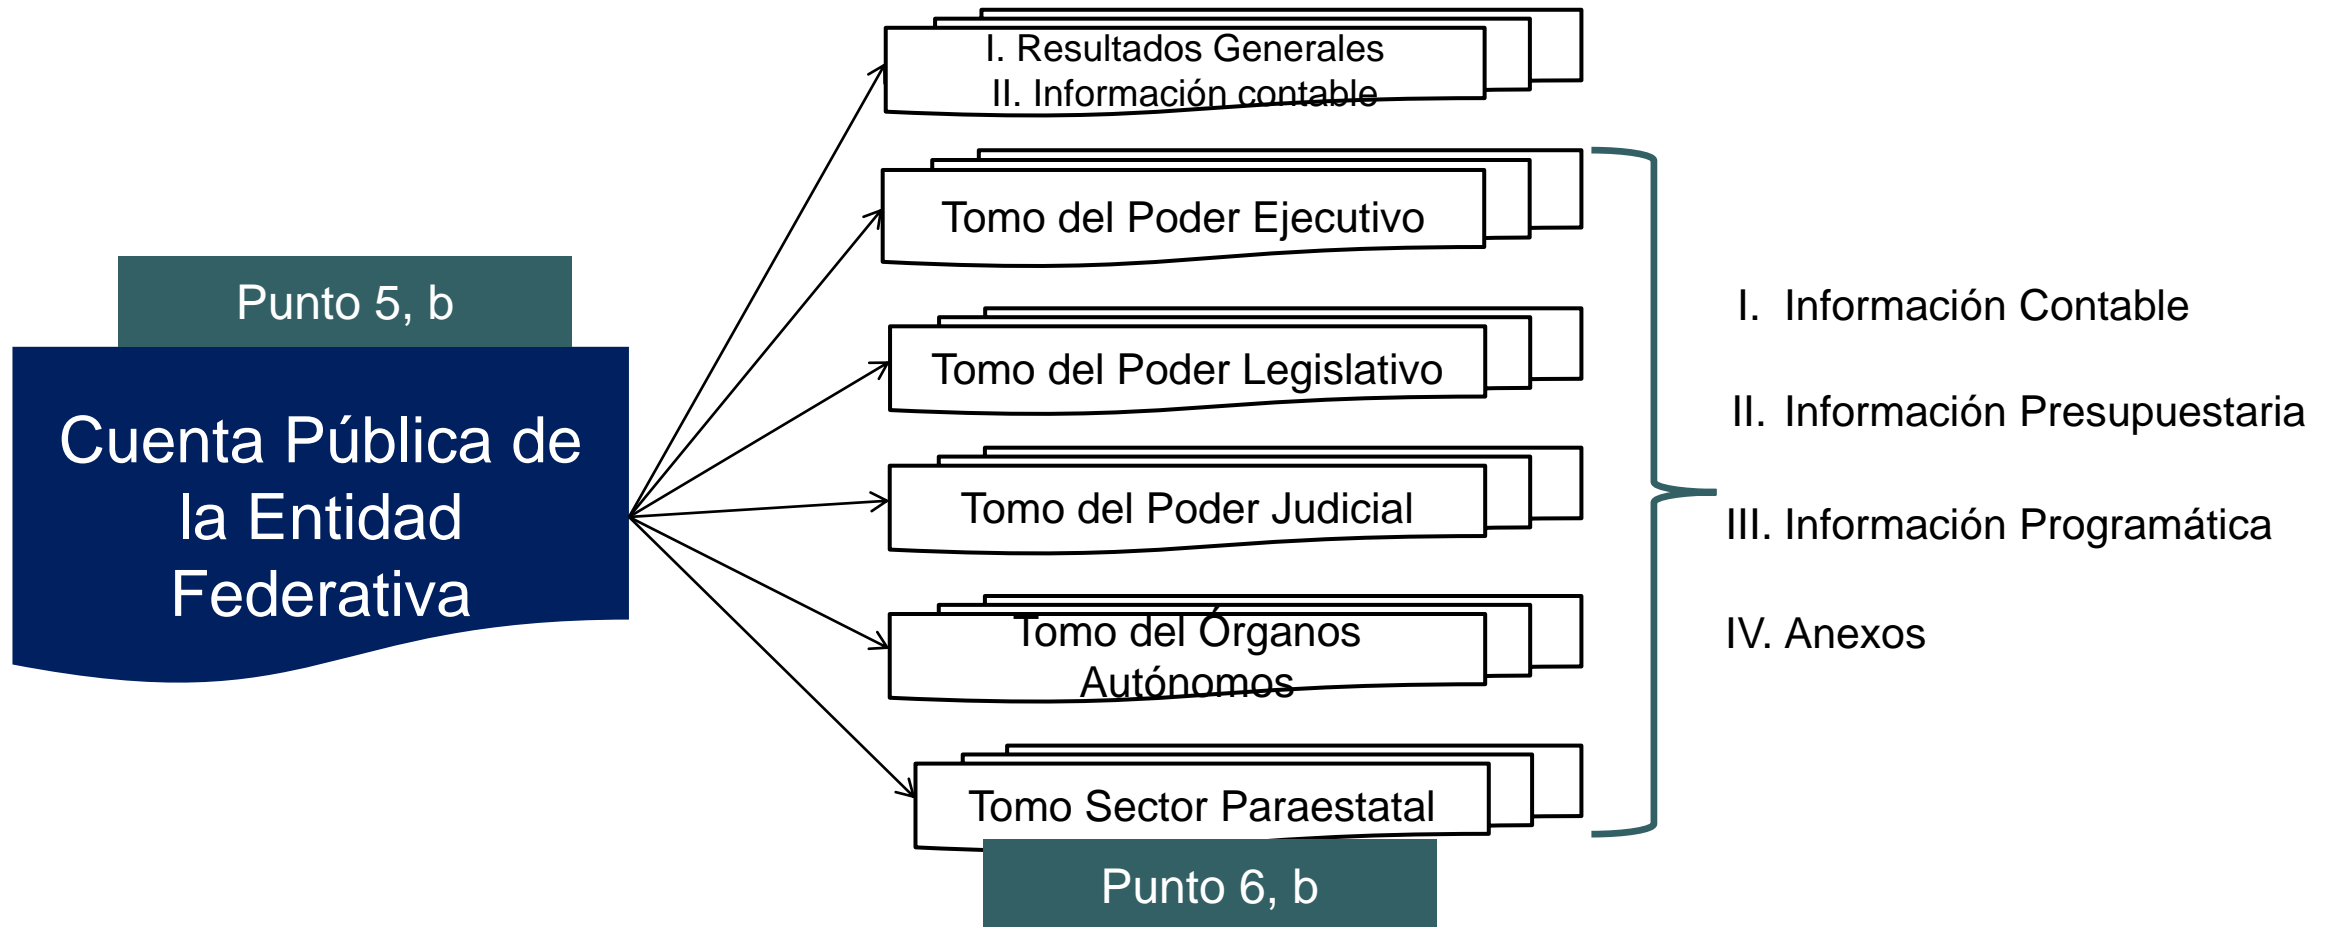 Punto 5, b
Cuenta Pública de
la Entidad
Federativa
I. Resultados Generales
II. Información contable
Tomo del Poder Ejecutivo
Tomo del Poder Legislativo
Tomo del Poder Judicial
Tomo del Órganos
Autónomos
Tomo Sector Paraestatal
Punto 6, b
I. Información Contable
II. Información Presupuestaria
III. Información Programática
IV. Anexos